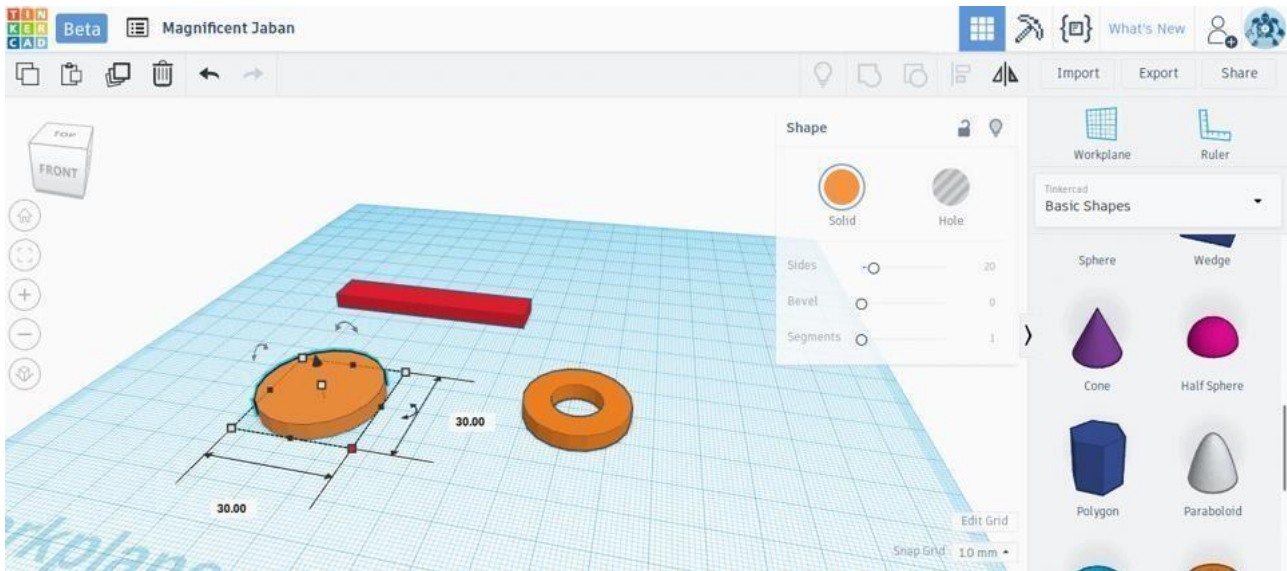 TIN
KER
CAD
Beta
Magnificent Jaban
What's New
Import Export Share
TOP
FRONT
Shape
Solid Hole
Sides 20
Bevel 0
Segments 1
Workplane Ruler
Tinkercad
Basic Shapes
Sphere Wedge
Cone Half Sphere
Polygon Paraboloid
30.00
30.00
Edit Grid
Snap Grid 1.0 mm